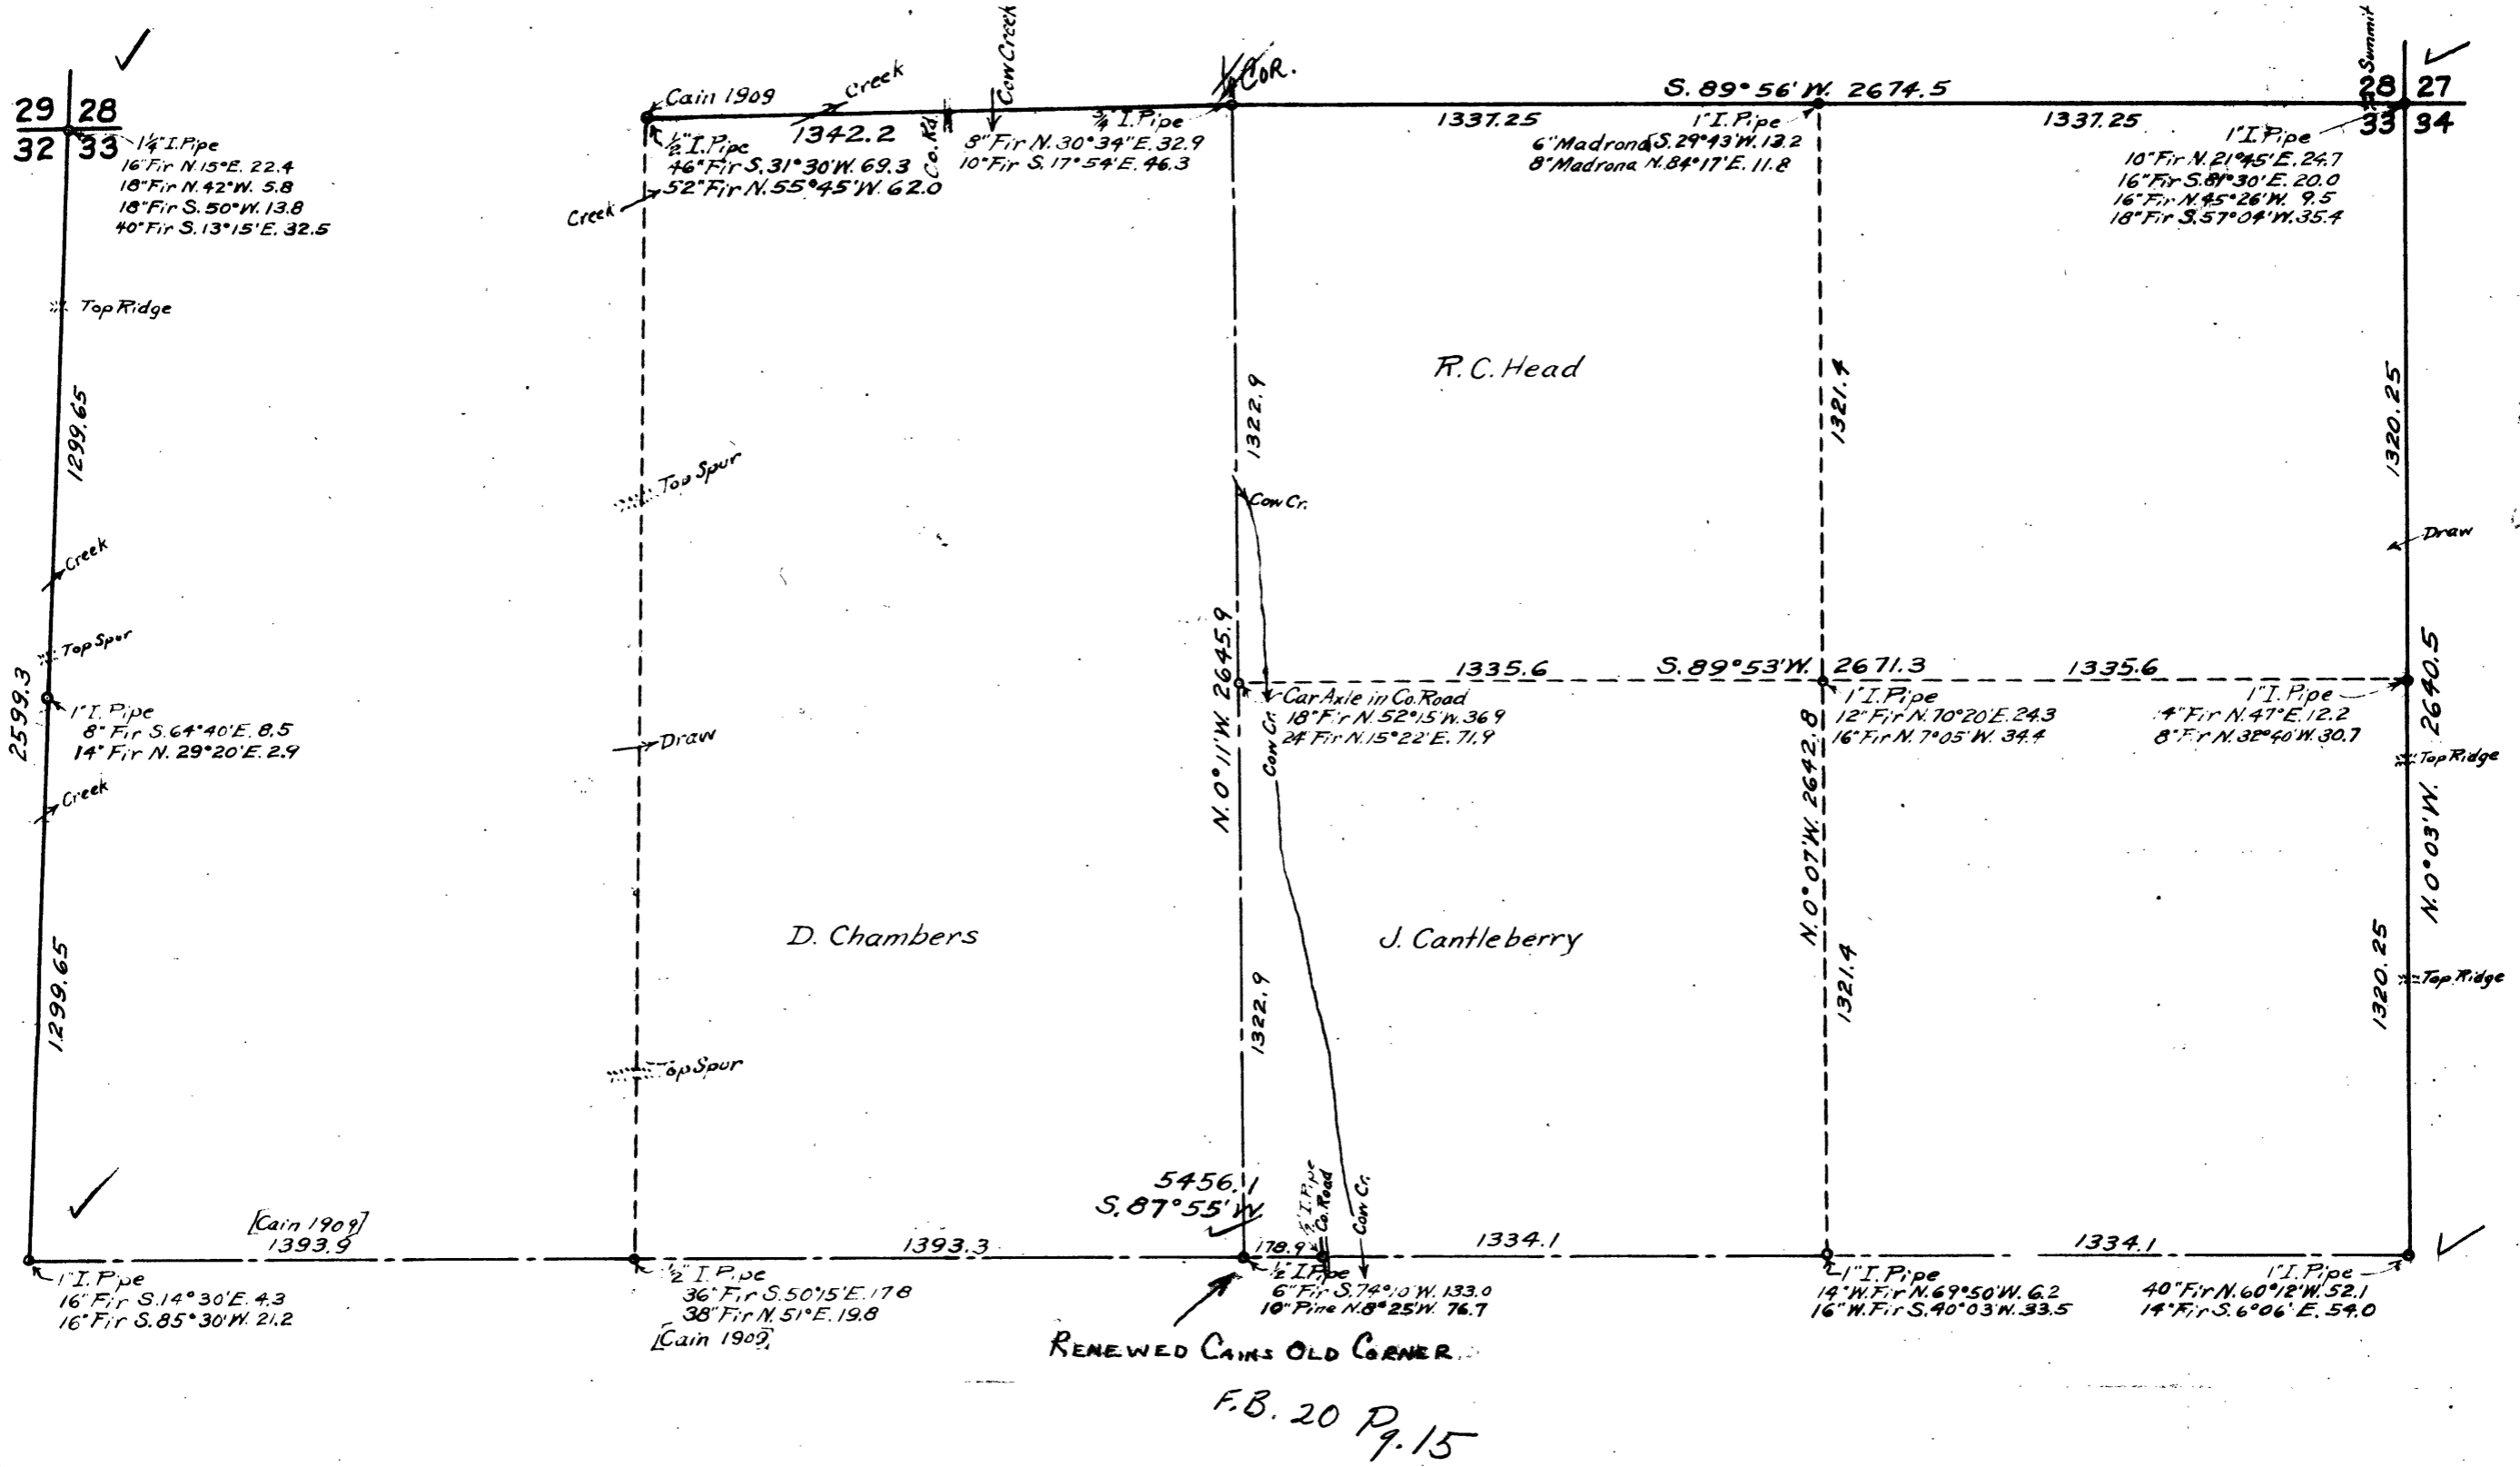 29 28
32 33
1¼" I. Pipe
16" Fir N. 15° E. 22.4
18" Fir N. 42° W. 5.8
18" Fir S. 50° W. 13.8
40" Fir S. 13° 15' E. 32.5
Cain 1909
Creek
1342.2
½" I. Pipe
46" Fir S. 31° 30' W. 69.3
52" Fir N. 55° 45' W. 62.0
Creek
Co. Rd.
Cow Creek
¾" I. Pipe
8" Fir N. 30° 34' E. 32.9
10" Fir S. 17° 54' E. 46.3
COR.
S. 89° 56' W. 2674.5
1337.25
1" I. Pipe
6" Madrona S. 29° 43' W. 13.2
8" Madrona N. 84° 17' E. 11.8
1337.25
Summit
28 27
33 34
1" I. Pipe
10" Fir N. 21° 45' E. 24.7
16" Fir S. 81° 30' E. 20.0
16" Fir N. 45° 26' W. 9.5
18" Fir S. 57° 04' W. 35.4
Top Ridge
1299.65
Top Spur
R. C. Head
1322.9
1321.4
1320.25
Cow Cr.
Draw
Creek
Top Spur
2599.3
1" I. Pipe
8" Fir S. 64° 40' E. 8.5
14" Fir N. 29° 20' E. 2.9
Creek
Draw
N. 0° 11' W. 2645.9
1335.6
S. 89° 53' W. 2671.3
1335.6
Car Axle in Co. Road
18" Fir N. 52° 15' W. 36.9
24" Fir N. 15° 22' E. 71.9
Cow Cr.
1" I. Pipe
12" Fir N. 70° 20' E. 24.3
16" Fir N. 7° 05' W. 34.4
N. 0° 07' W. 2642.8
1" I. Pipe
4" Fir N. 47° E. 12.2
8" Fir N. 32° 40' W. 30.7
N. 0° 03' W. 2640.5
Top Ridge
D. Chambers
J. Cantleberry
1299.65
1322.9
1321.4
1320.25
Top Ridge
Top Spur
5456.1
S. 87° 55' W
½" I. Pipe
Co. Road
Cow Cr.
[Cain 1909]
1393.9
1393.3
178.9
1334.1
1334.1
1" I. Pipe
16" Fir S. 14° 30' E. 4.3
16" Fir S. 85° 30' W. 21.2
½" I. Pipe
36" Fir S. 50° 15' E. 17.8
38" Fir N. 51° E. 19.8
[Cain 1909]
½" I. Pipe
6" Fir S. 74° 10' W. 133.0
10" Pine N. 8° 25' W. 76.7
1" I. Pipe
14" W. Fir N. 69° 50' W. 6.2
16" W. Fir S. 40° 03' W. 33.5
1" I. Pipe
40" Fir N. 60° 12' W. 52.1
14" Fir S. 6° 06' E. 54.0
RENEWED CAINS OLD CORNER
F.B. 20 Pg. 15